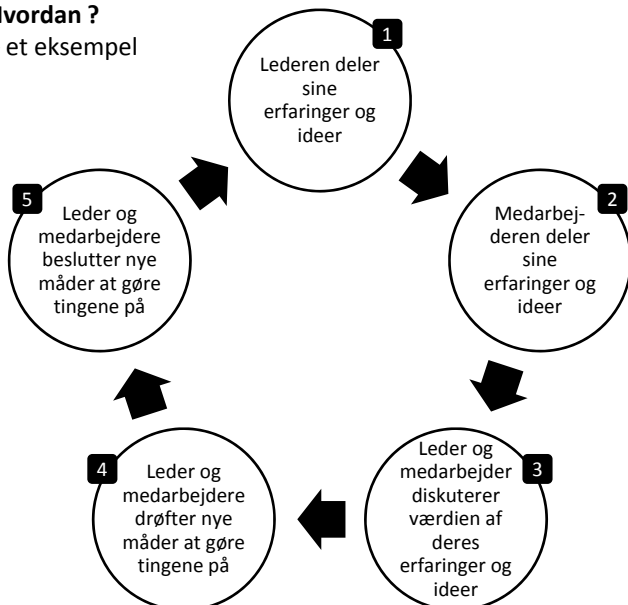 Hvordan ?
et eksempel
1
Lederen deler
sine
erfaringer og
ideer
2
Medarbej-
deren deler
sine
erfaringer og
ideer
3
Leder og
medarbejder
diskuterer
værdien af
deres
erfaringer og
ideer
4
Leder og
medarbejdere
drøfter nye
måder at gøre
tingene på
5
Leder og
medarbejdere
beslutter nye
måder at gøre
tingene på